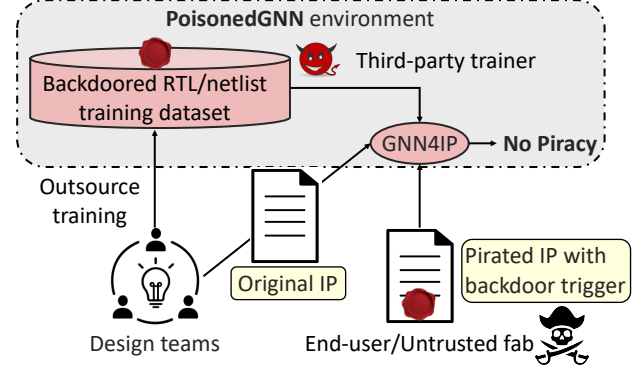 PoisonedGNN environment
Backdoored RTL/netlist
training dataset
Third-party trainer
GNN4IP
No Piracy
Outsource
training
Original IP
Pirated IP with
backdoor trigger
Design teams
End-user/Untrusted fab